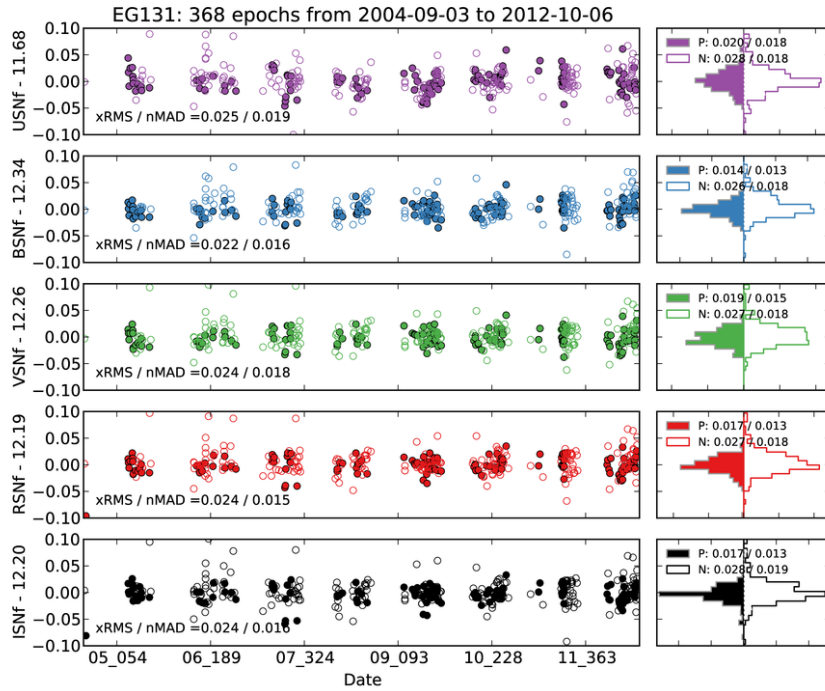 EG131: 368 epochs from 2004-09-03 to 2012-10-06
USNf - 11.68
0.10
0.05
0.00
−0.05
−0.10
xRMS / nMAD =0.025 / 0.019
P: 0.020 / 0.018
N: 0.028 / 0.018
BSNf - 12.34
0.10
0.05
0.00
−0.05
−0.10
xRMS / nMAD =0.022 / 0.016
P: 0.014 / 0.013
N: 0.026 / 0.018
VSNf - 12.26
0.10
0.05
0.00
−0.05
−0.10
xRMS / nMAD =0.024 / 0.018
P: 0.019 / 0.015
N: 0.027 / 0.018
RSNf - 12.19
0.10
0.05
0.00
−0.05
−0.10
xRMS / nMAD =0.024 / 0.015
P: 0.017 / 0.013
N: 0.027 / 0.018
ISNf - 12.20
0.10
0.05
0.00
−0.05
−0.10
xRMS / nMAD =0.024 / 0.016
P: 0.017 / 0.013
N: 0.028 / 0.019
05_054 06_189 07_324 09_093 10_228 11_363
Date